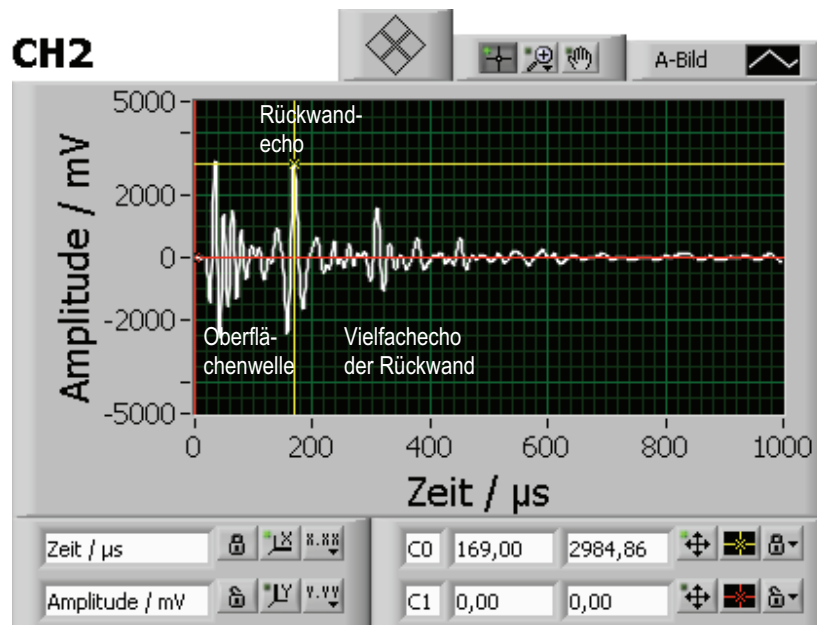 CH2
A-Bild
5000
2000
0
-2000
-5000
Amplitude / mV
Rückwand-
echo
Oberflä-
chenwelle
Vielfachecho
der Rückwand
0 200 400 600 800 1000
Zeit / µs
Zeit / µs X X.XX
Amplitude / mV Y Y.YY
C0 169,00 2984,86
C1 0,00 0,00